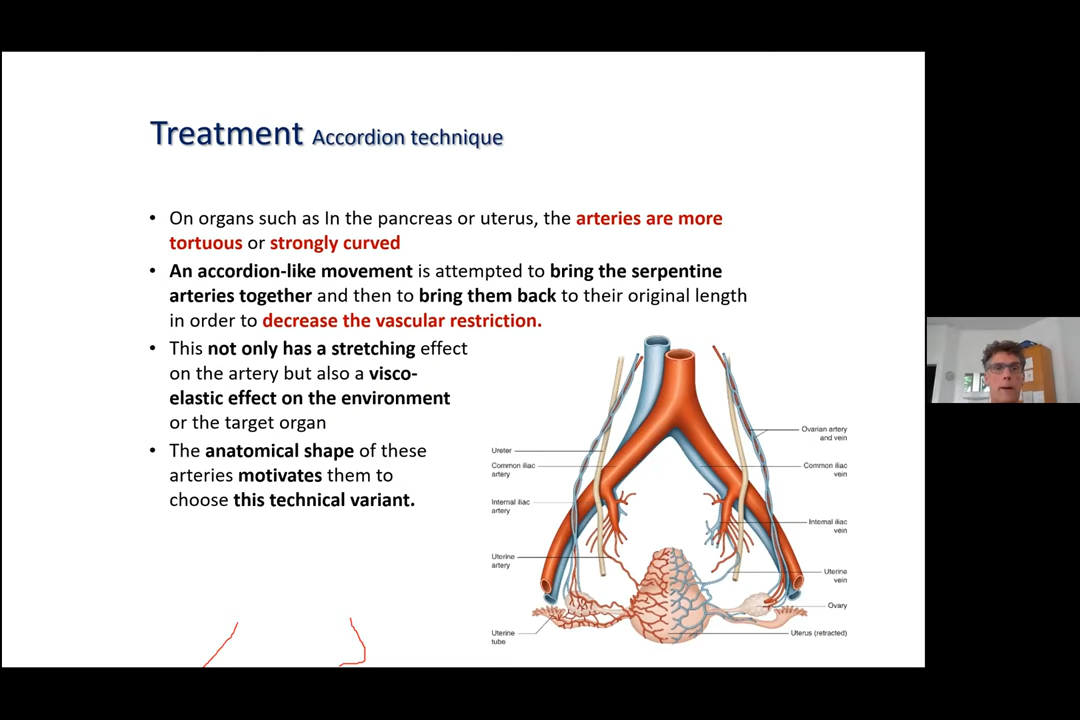 Treatment Accordion technique
• On organs such as In the pancreas or uterus, the arteries are more
tortuous or strongly curved
• An accordion-like movement is attempted to bring the serpentine
arteries together and then to bring them back to their original length
in order to decrease the vascular restriction.
• This not only has a stretching effect
on the artery but also a visco-
elastic effect on the environment
or the target organ
• The anatomical shape of these
arteries motivates them to
choose this technical variant.
Ureter
Common iliac
artery
Internal iliac
artery
Uterine
artery
Uterine
tube
Ovarian artery
and vein
Common iliac
vein
Internal iliac
vein
Uterine
vein
Ovary
Uterus (retracted)